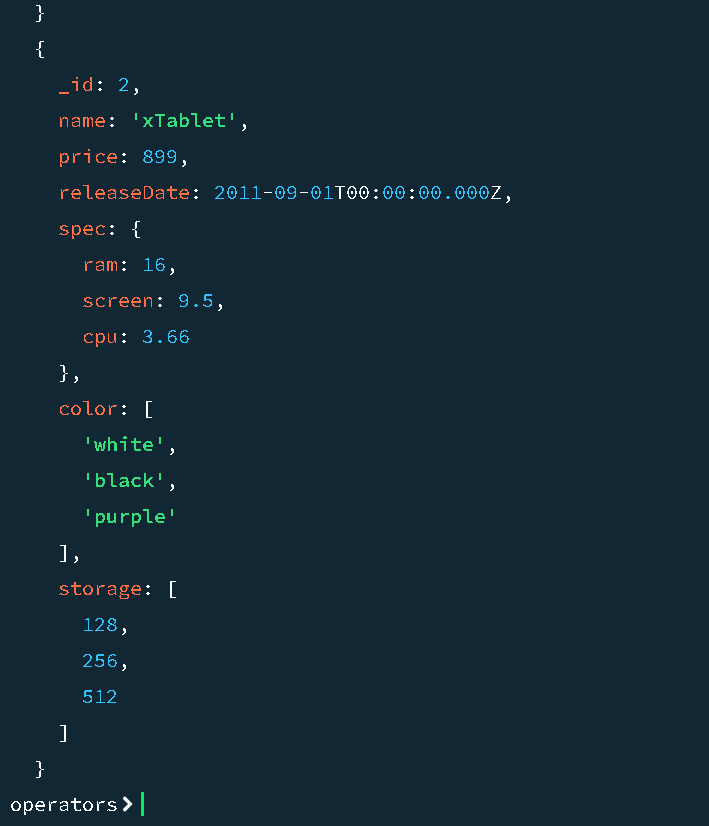 }
{
_id: 2,
name: 'xTablet',
price: 899,
releaseDate: 2011-09-01T00:00:00.000Z,
spec: {
ram: 16,
screen: 9.5,
cpu: 3.66
},
color: [
'white',
'black',
'purple'
],
storage: [
128,
256,
512
]
}
operators>